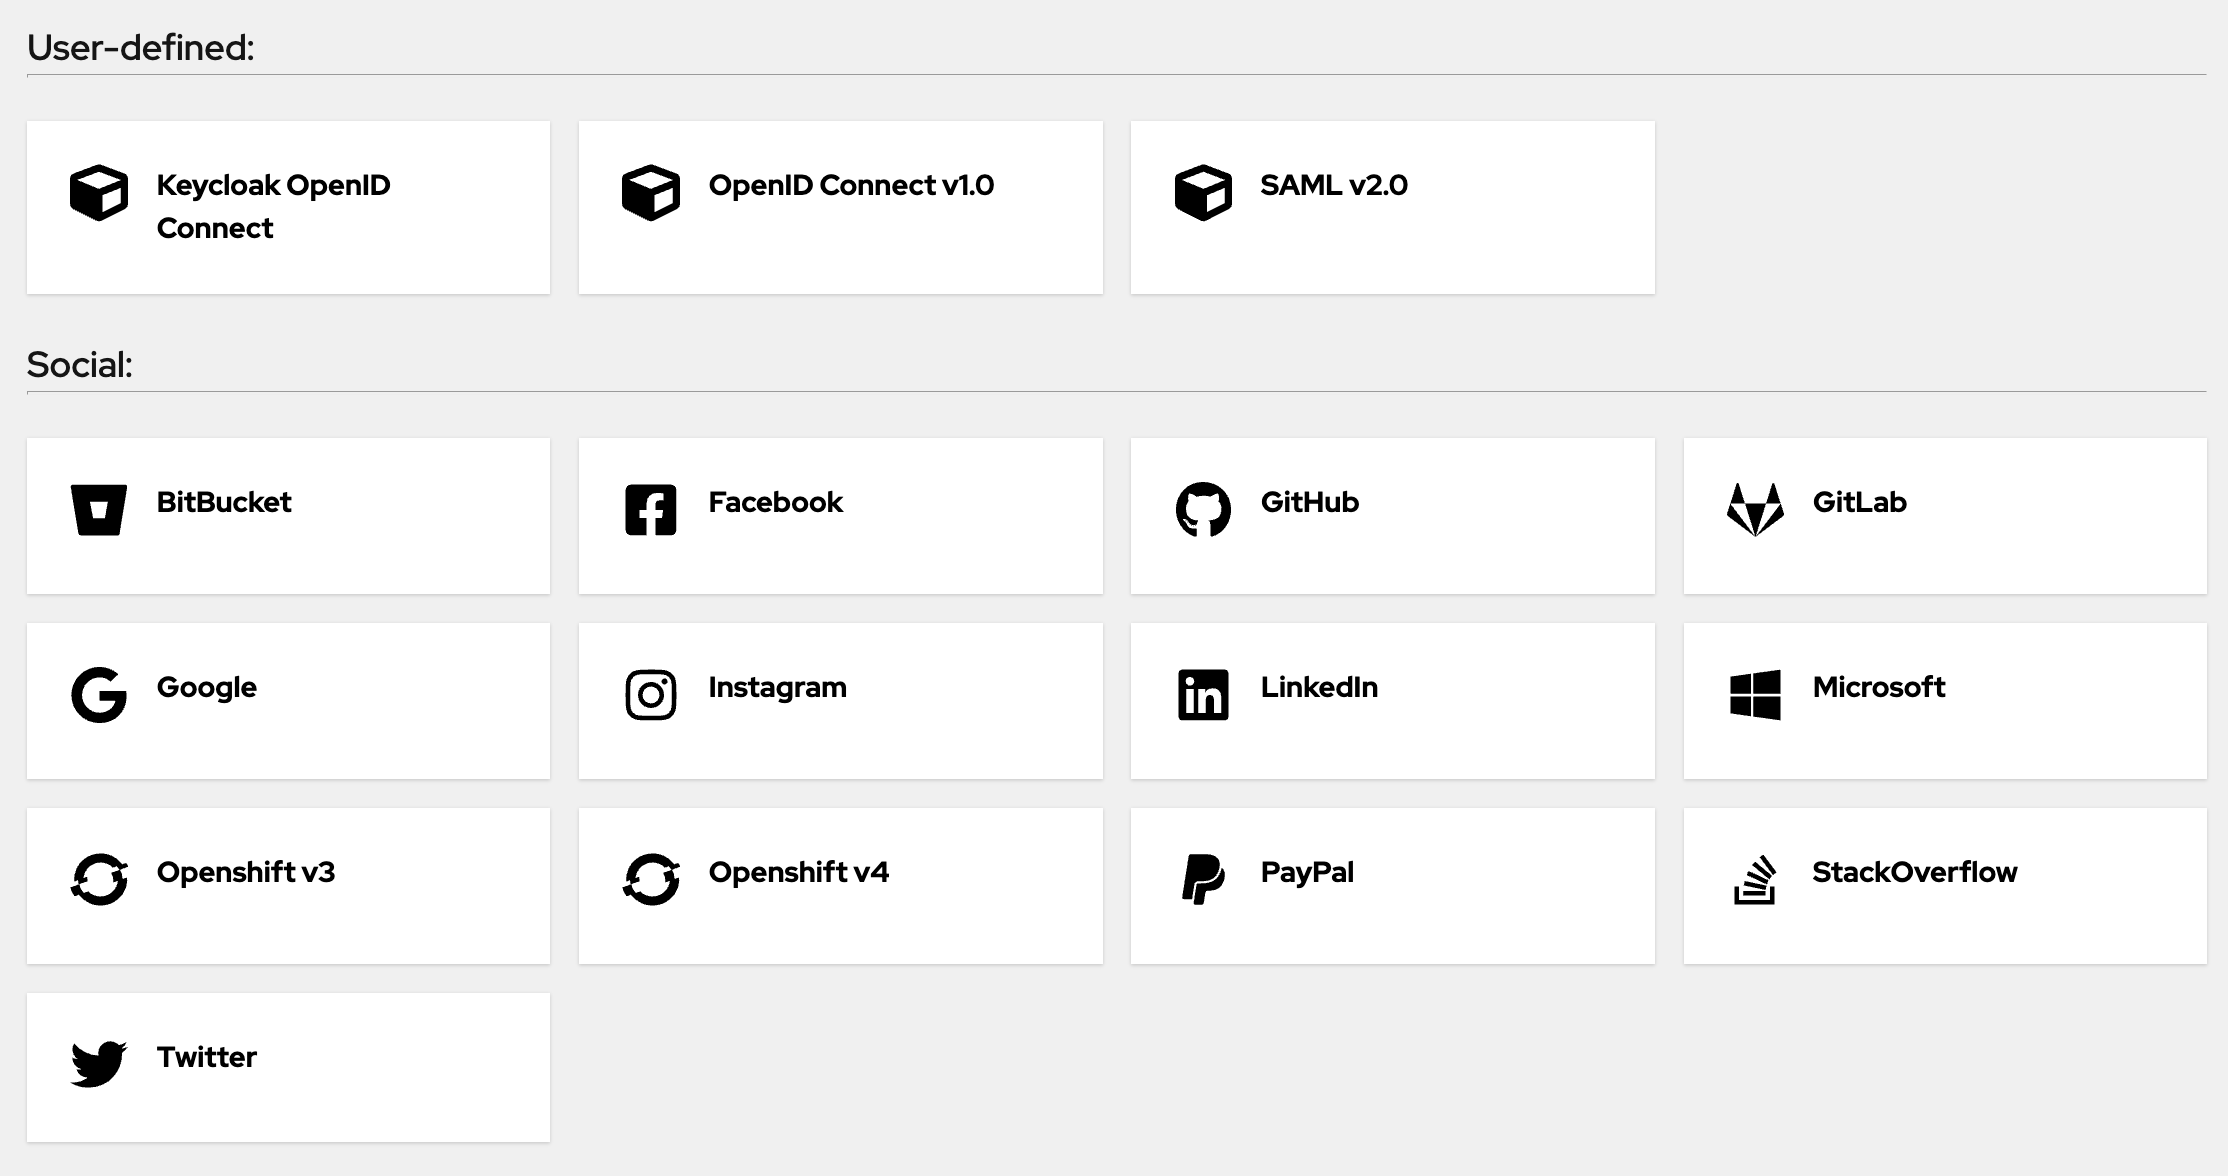 User-defined:
Keycloak OpenID
Connect
OpenID Connect v1.0
SAML v2.0
Social:
BitBucket
Facebook
GitHub
GitLab
Google
Instagram
LinkedIn
Microsoft
Openshift v3
Openshift v4
PayPal
StackOverflow
Twitter